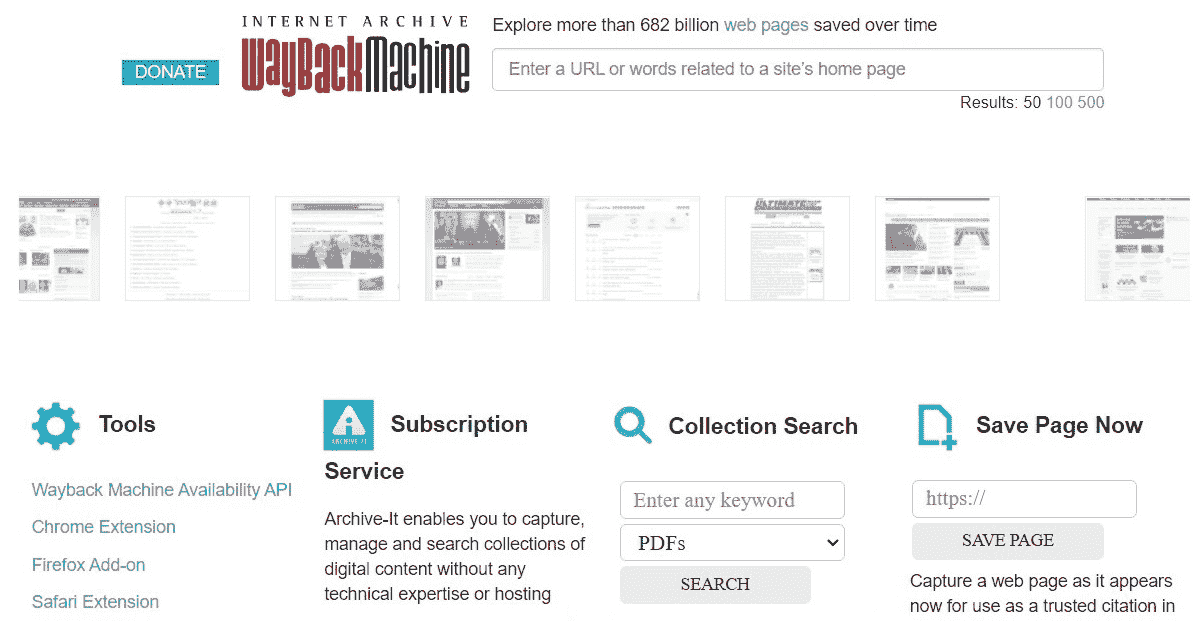 INTERNET ARCHIVE
WayBackMachine
DONATE
Explore more than 682 billion web pages saved over time
Enter a URL or words related to a site's home page
Results: 50 100 500
ULTIMATE
Tools
Wayback Machine Availability API
Chrome Extension
Firefox Add-on
Safari Extension
ARCHIVE-IT
Subscription
Service
Archive-It enables you to capture,
manage and search collections of
digital content without any
technical expertise or hosting
Collection Search
Enter any keyword
PDFs
SEARCH
Save Page Now
https://
SAVE PAGE
Capture a web page as it appears
now for use as a trusted citation in